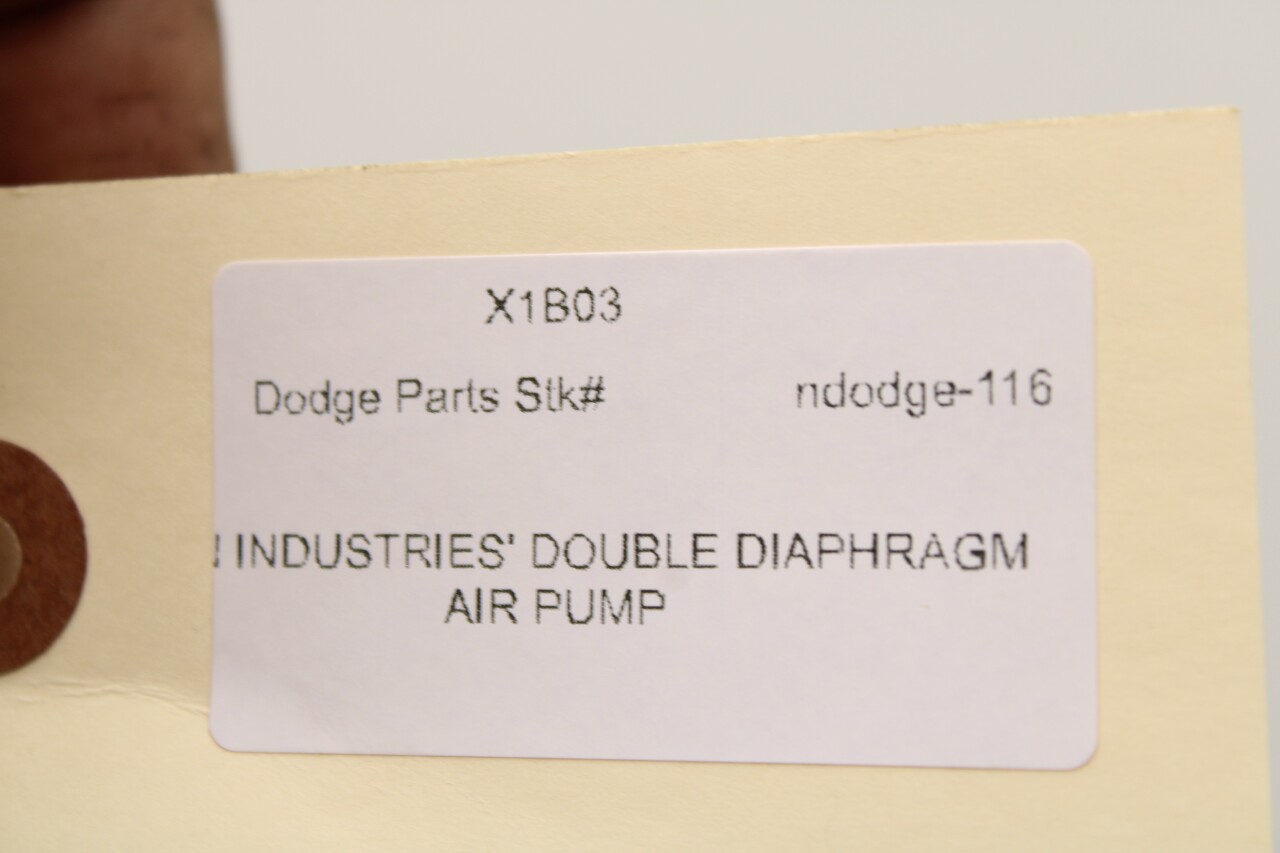 X1B03
Dodge Parts Stk# ndodge-116
INDUSTRIES' DOUBLE DIAPHRAGM
AIR PUMP